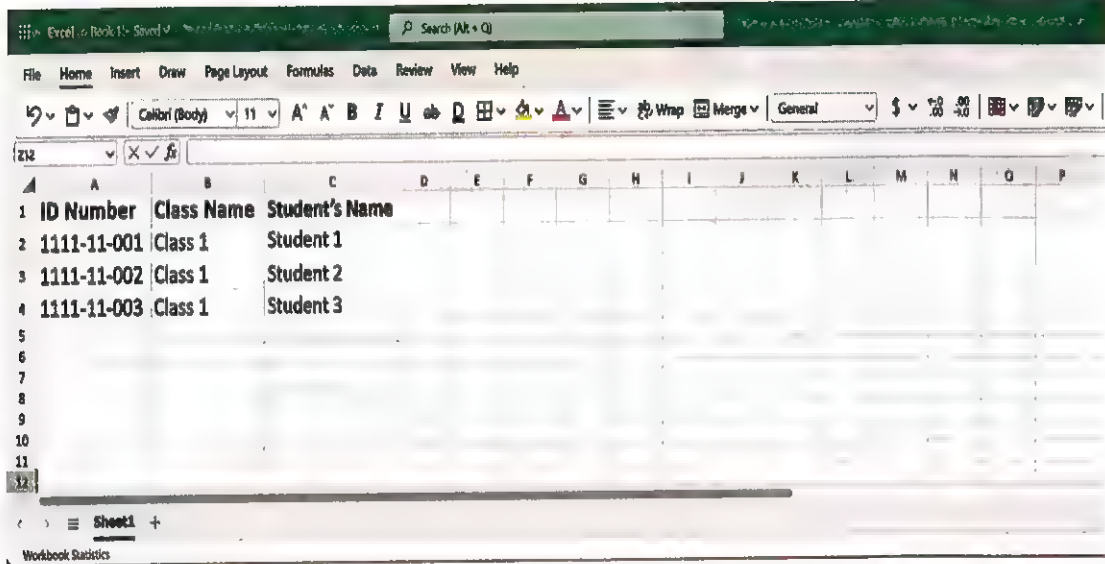 Excel Book 1 - Saved Search (Alt + Q)
File Home Insert Draw Page Layout Formulas Data Review View Help
Calibri (Body) 11 A^ A˅ B I U ab D A Wrap Merge General $ .00
Z12 fx
A B C D E F G H I J K L M N O P
1 ID Number Class Name Student's Name
2 1111-11-001 Class 1 Student 1
3 1111-11-002 Class 1 Student 2
4 1111-11-003 Class 1 Student 3
5
6
7
8
9
10
11
Sheet1 +
Workbook Statistics